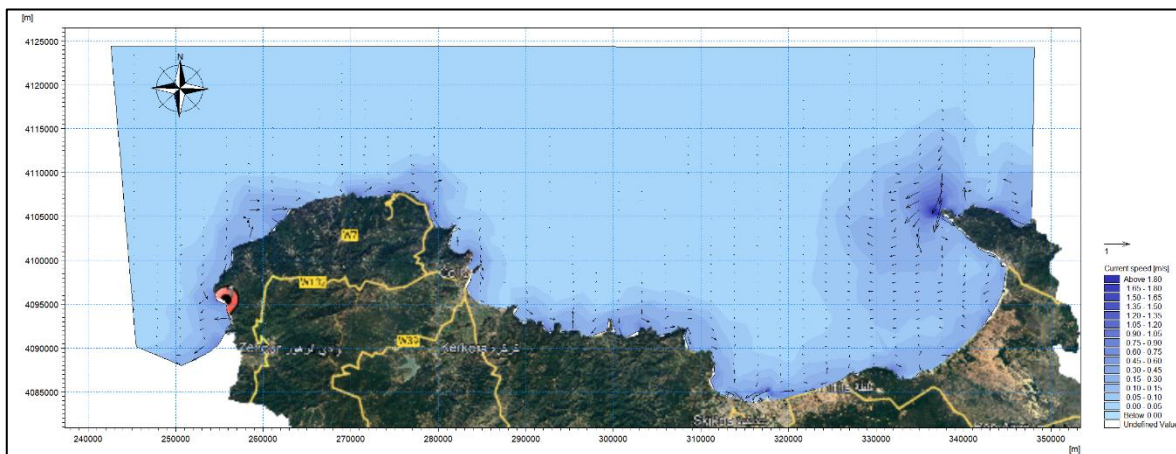 [m]
4125000
4120000
4115000
4110000
4105000
4100000
4095000
4090000
4085000
N
W7
W132
W39
Kerkera
Skikda
1
Current speed [m/s]
Above 1.80
1.65 - 1.80
1.50 - 1.65
1.35 - 1.50
1.20 - 1.35
1.05 - 1.20
0.90 - 1.05
0.75 - 0.90
0.60 - 0.75
0.45 - 0.60
0.30 - 0.45
0.15 - 0.30
0.10 - 0.15
0.05 - 0.10
0.00 - 0.05
Below 0.00
Undefined Value
240000 250000 260000 270000 280000 290000 300000 310000 320000 330000 340000 350000
[m]